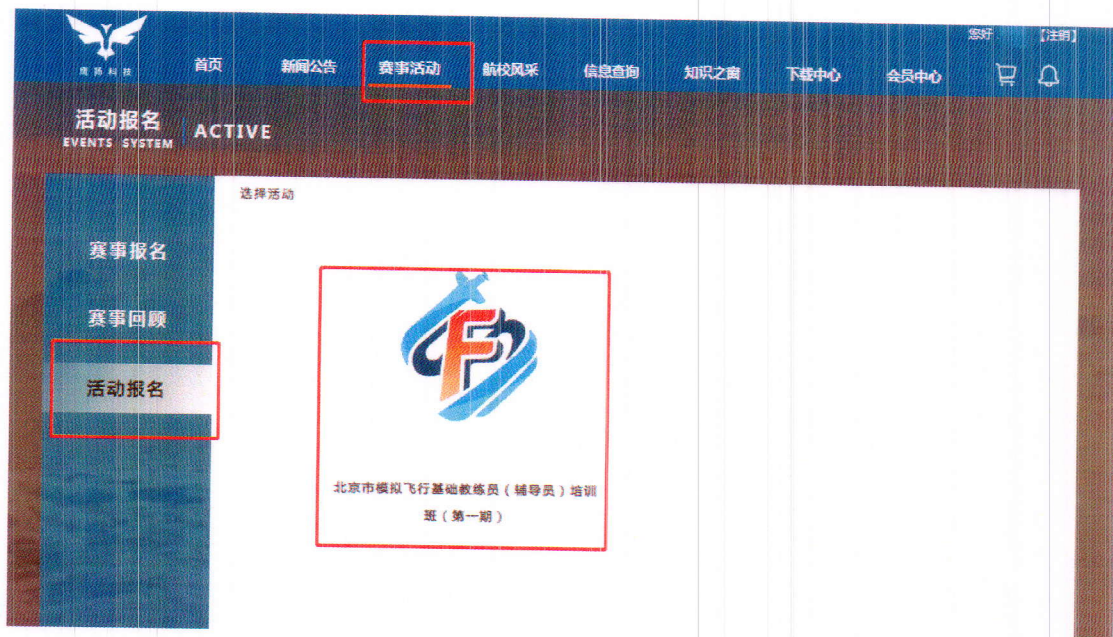 您好 【注销】
鹰扬科技
首页 新闻公告 赛事活动 航校风采 信息查询 知识之窗 下载中心 会员中心
活动报名 ACTIVE
EVENTS SYSTEM
选择活动
赛事报名
赛事回顾
活动报名
北京市模拟飞行基础教练员（辅导员）培训
班（第一期）